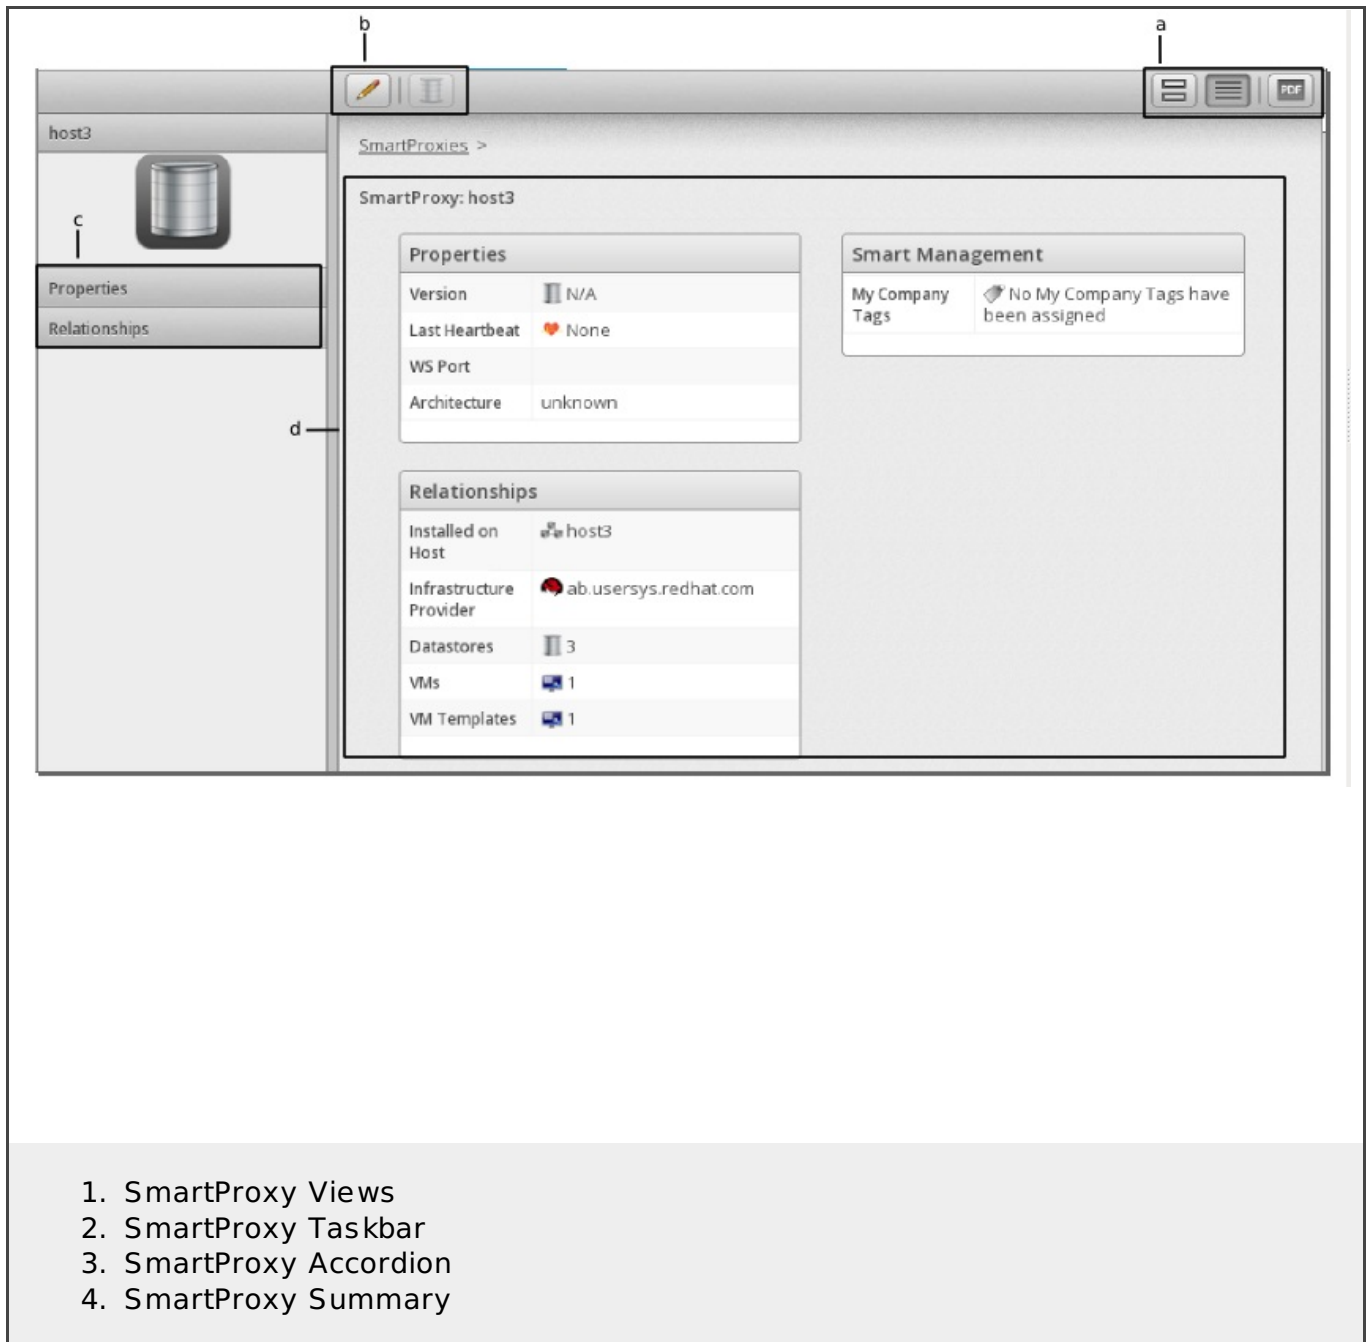 b
a
PDF
host3
SmartProxies >
c
SmartProxy: host3
Properties
Smart Management
Properties
Version N/A
My Company Tags
No My Company Tags have been assigned
Relationships
Last Heartbeat None
WS Port
Architecture unknown
d
Relationships
Installed on Host
host3
Infrastructure Provider
ab.usersys.redhat.com
Datastores 3
VMs 1
VM Templates 1
1. SmartProxy Views
2. SmartProxy Taskbar
3. SmartProxy Accordion
4. SmartProxy Summary